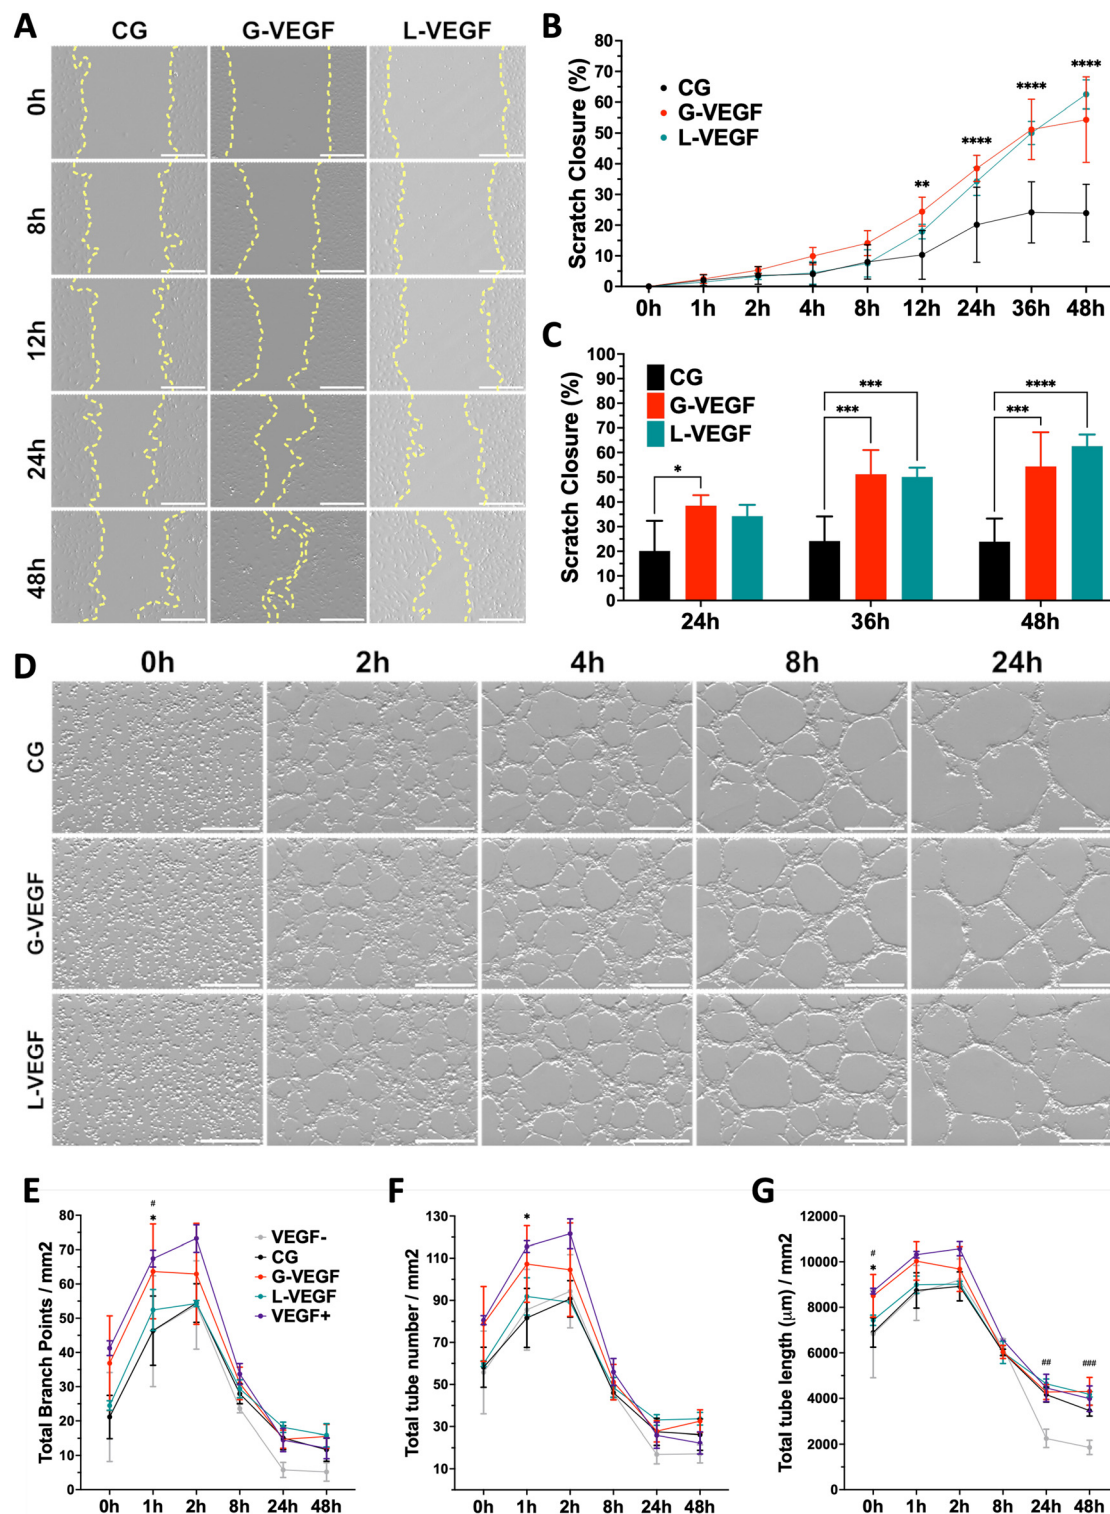 A
CG
G-VEGF
L-VEGF
0h
8h
12h
24h
48h
B
Scratch Closure (%)
80
70
60
50
40
30
20
10
0
CG
G-VEGF
L-VEGF
**
****
****
****
0h 1h 2h 4h 8h 12h 24h 36h 48h
C
Scratch Closure (%)
100
90
80
70
60
50
40
30
20
10
0
CG
G-VEGF
L-VEGF
*
***
***
***
****
24h 36h 48h
D
0h 2h 4h 8h 24h
CG
G-VEGF
L-VEGF
E
Total Branch Points / mm2
80
70
60
50
40
30
20
10
0
#
*
VEGF-
CG
G-VEGF
L-VEGF
VEGF+
0h 1h 2h 8h 24h 48h
F
Total tube number / mm2
130
110
90
70
50
30
10
*
0h 1h 2h 8h 24h 48h
G
Total tube length (μm) / mm2
12000
10000
8000
6000
4000
2000
0
#
*
##
###
0h 1h 2h 8h 24h 48h